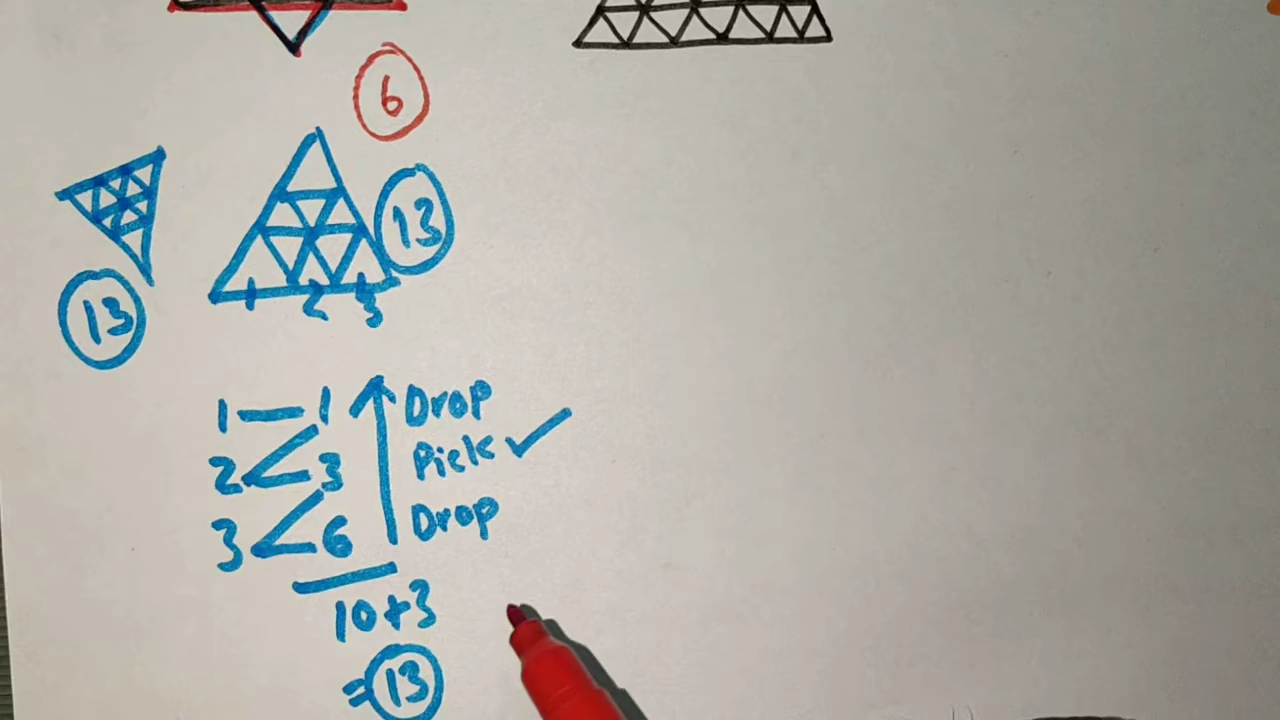 6
13
13
1 2 3
1 — 1 Drop
2 < 3 Pick ✓
3 < 6 Drop
10+3
=13